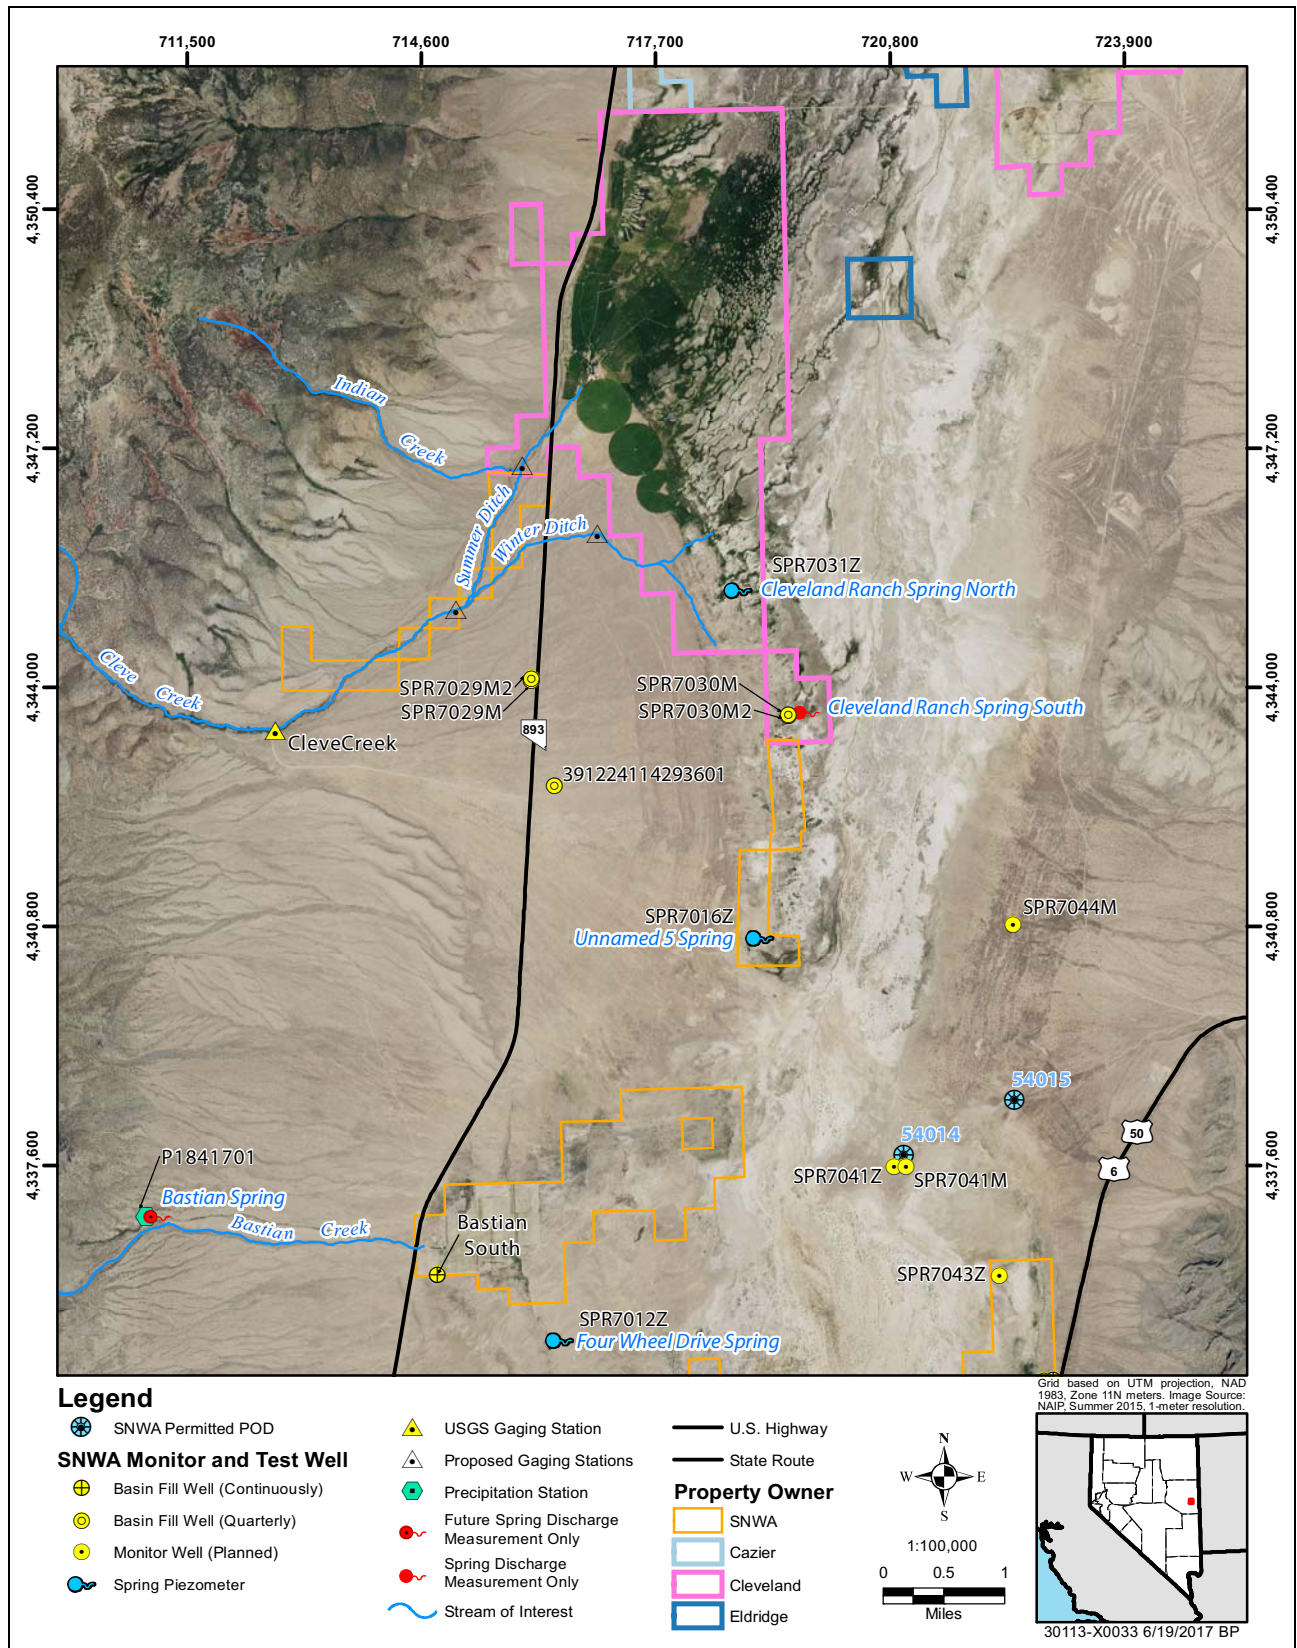 711,500
714,600
717,700
720,800
723,900
4,350,400
4,350,400
Indian
Creek
4,347,200
4,347,200
Summer Ditch
Winter Ditch
SPR7031Z
Cleveland Ranch Spring North
Cleve
Creek
4,344,000
4,344,000
SPR7029M2
SPR7029M
SPR7030M
SPR7030M2
Cleveland Ranch Spring South
893
CleveCreek
391224114293601
4,340,800
4,340,800
SPR7016Z
Unnamed 5 Spring
SPR7044M
54015
54014
50
6
4,337,600
4,337,600
P1841701
SPR7041Z
SPR7041M
Bastian Spring
Bastian Creek
Bastian
South
SPR7043Z
SPR7012Z
Four Wheel Drive Spring
Legend
SNWA Permitted POD
SNWA Monitor and Test Well
Basin Fill Well (Continuously)
Basin Fill Well (Quarterly)
Monitor Well (Planned)
Spring Piezometer
USGS Gaging Station
Proposed Gaging Stations
Precipitation Station
Future Spring Discharge
Measurement Only
Spring Discharge
Measurement Only
Stream of Interest
U.S. Highway
State Route
Property Owner
SNWA
Cazier
Cleveland
Eldridge
N
W
E
S
1:100,000
0 0.5 1
Miles
Grid based on UTM projection, NAD
1983, Zone 11N meters. Image Source:
NAIP, Summer 2015, 1-meter resolution.
30113-X0033 6/19/2017 BP